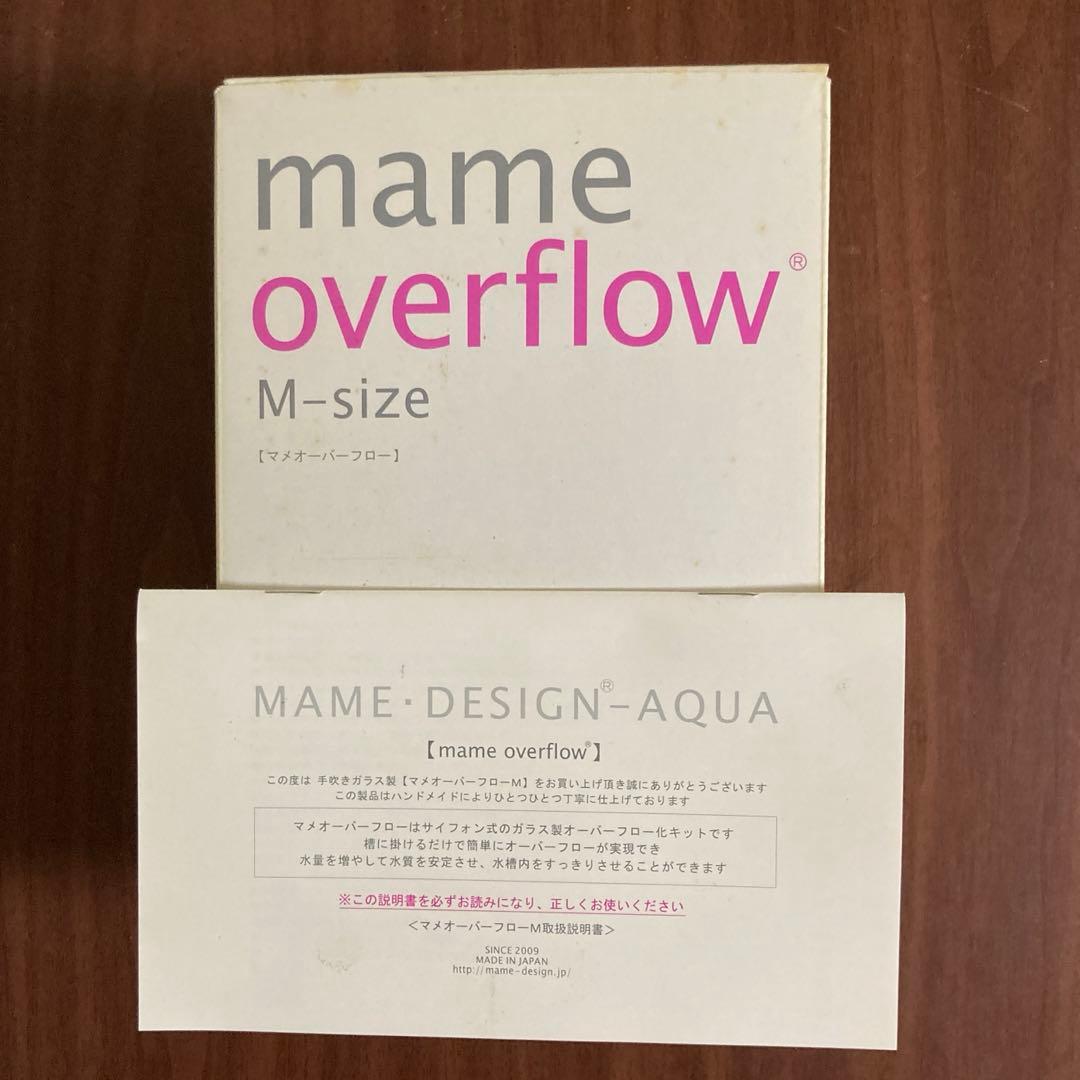 mame
overflow®
M-size
【マメオーバーフロー】
MAME・DESIGN®-AQUA
【mame overflow®】
この度は 手吹きガラス製【マメオーバーフローM】をお買い上げ頂き誠にありがとうございます
この製品はハンドメイドによりひとつひとつ丁寧に仕上げております
マメオーバーフローはサイフォン式のガラス製オーバーフロー化キットです
槽に掛けるだけで簡単にオーバーフローが実現でき
水量を増やして水質を安定させ、水槽内をすっきりさせることができます
※この説明書を必ずお読みになり、正しくお使いください
＜マメオーバーフローM取扱説明書＞
SINCE 2009
MADE IN JAPAN
http://mame-design.jp/